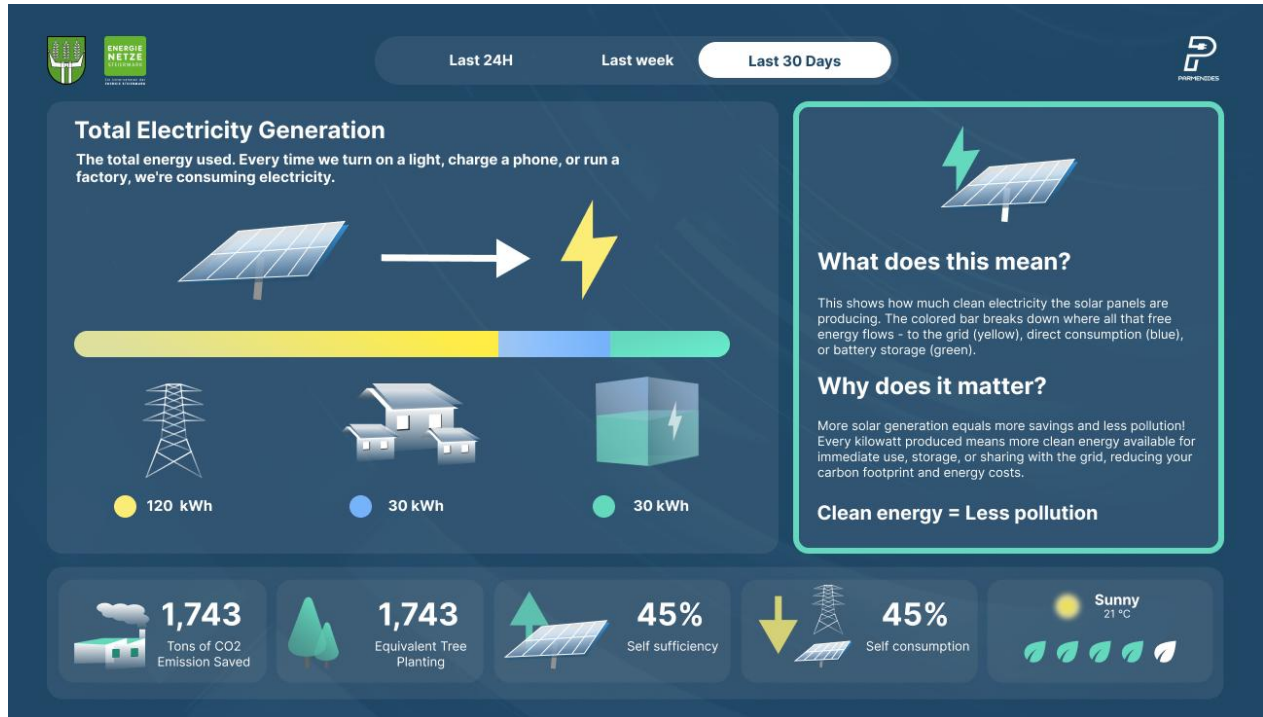 ENERGIE
NETZE
STEIERMARK
Last 24H
Last week
Last 30 Days
PARMENIDES
Total Electricity Generation
The total energy used. Every time we turn on a light, charge a phone, or run a
factory, we're consuming electricity.
120 kWh
30 kWh
30 kWh
What does this mean?
This shows how much clean electricity the solar panels are
producing. The colored bar breaks down where all that free
energy flows - to the grid (yellow), direct consumption (blue),
or battery storage (green).
Why does it matter?
More solar generation equals more savings and less pollution!
Every kilowatt produced means more clean energy available for
immediate use, storage, or sharing with the grid, reducing your
carbon footprint and energy costs.
Clean energy = Less pollution
1,743
Tons of CO2
Emission Saved
1,743
Equivalent Tree
Planting
45%
Self sufficiency
45%
Self consumption
Sunny
21 °C